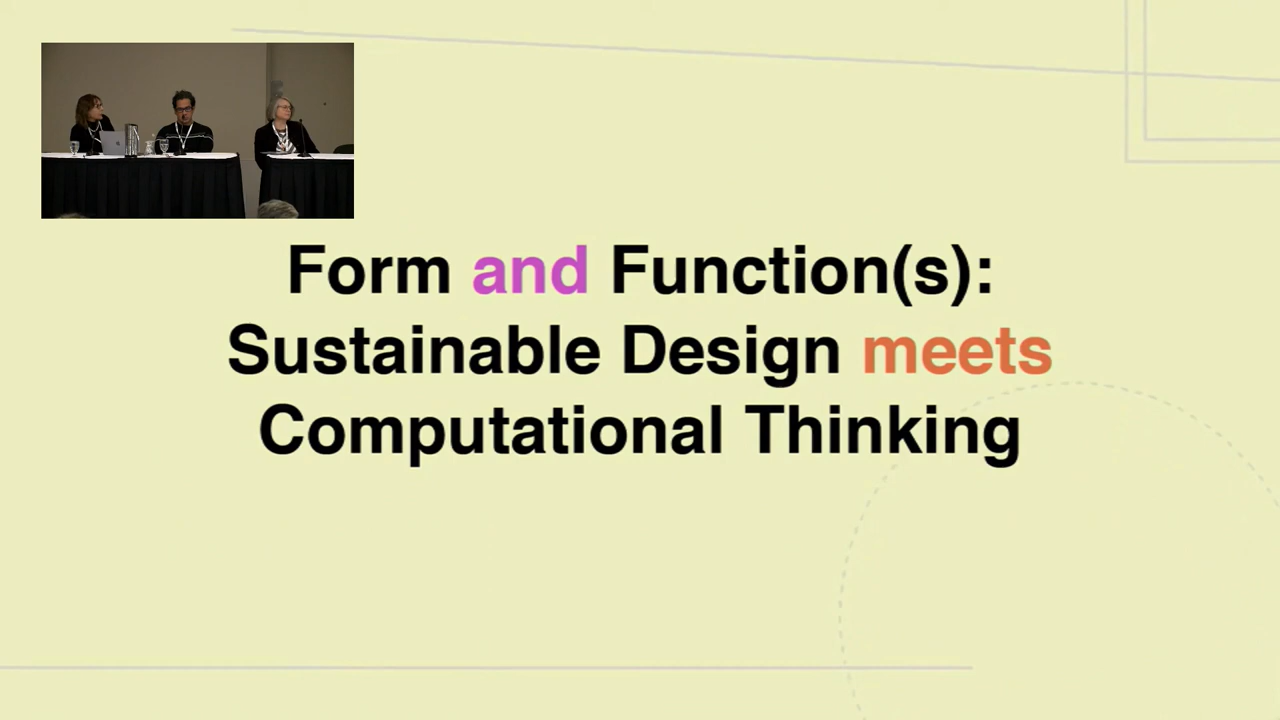 Form and Function(s):
Sustainable Design meets
Computational Thinking